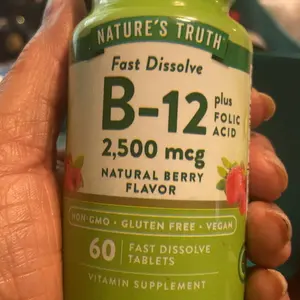 NATURE'S TRUTH
Fast Dissolve
B-12 plus FOLIC ACID
2,500 mcg
NATURAL BERRY
FLAVOR
NON-GMO • GLUTEN FREE • VEGAN
60 FAST DISSOLVE TABLETS
VITAMIN SUPPLEMENT